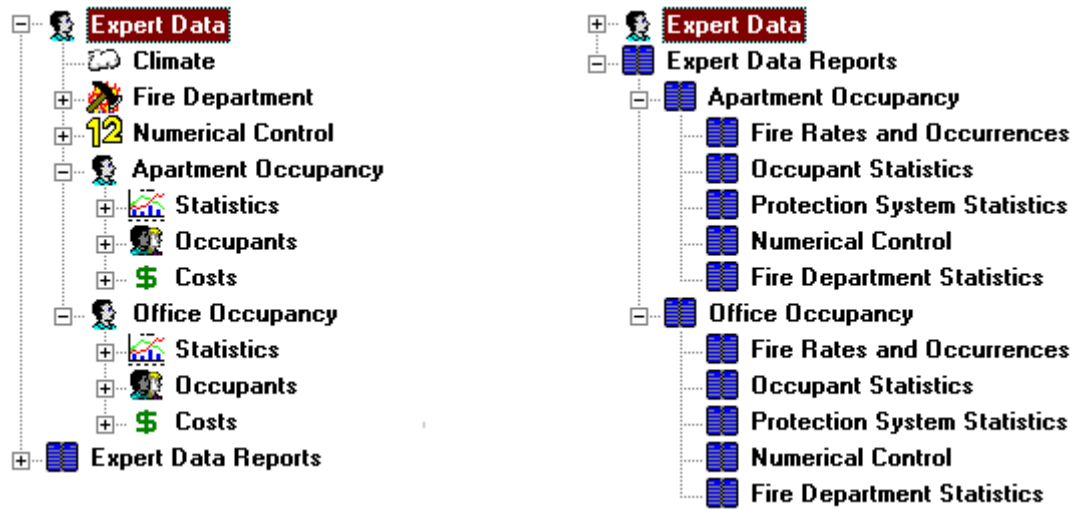 Expert Data
Climate
Fire Department
12 Numerical Control
Apartment Occupancy
Statistics
Occupants
$ Costs
Office Occupancy
Statistics
Occupants
$ Costs
Expert Data Reports
Expert Data
Expert Data Reports
Apartment Occupancy
Fire Rates and Occurrences
Occupant Statistics
Protection System Statistics
Numerical Control
Fire Department Statistics
Office Occupancy
Fire Rates and Occurrences
Occupant Statistics
Protection System Statistics
Numerical Control
Fire Department Statistics